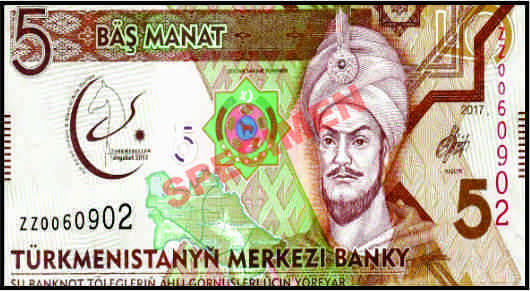 5 BÄŞ MANAT
SPECIMEN
2017
ZZ0060902
5
Aşgabat 2017
ZZ0060902
5
TÜRKMENISTANYŇ MERKEZI BANKY
ŞU BANKNOT TÖLEGLERIŇ ÄHLI GÖRNÜŞLERI ÜÇIN ÝÖREÝÄR